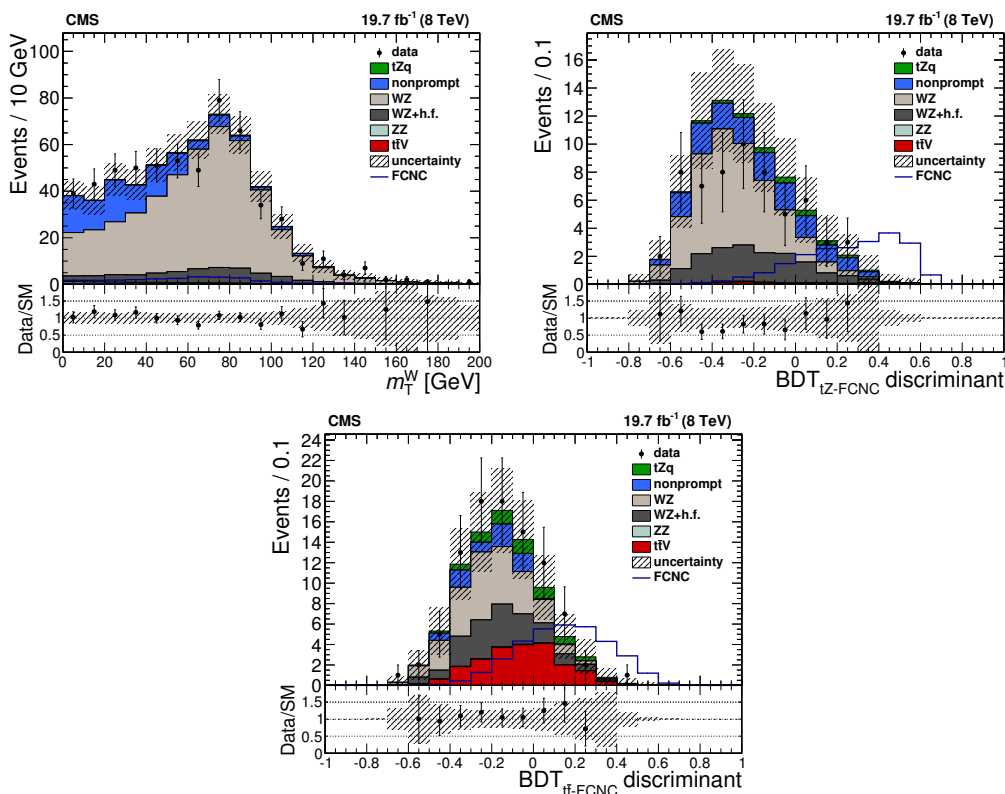 CMS 19.7 fb⁻¹ (8 TeV)
Events / 10 GeV
100
80
60
40
20
0
data
tZq
nonprompt
WZ
WZ+h.f.
ZZ
tt̄V
uncertainty
FCNC
Data/SM
1.5
1
0.5
0
0 20 40 60 80 100 120 140 160 180 200
m_T^W [GeV]
19.7 fb⁻¹ (8 TeV)
CMS
Events / 0.1
16
14
12
10
8
6
4
2
0
data
tZq
nonprompt
WZ
WZ+h.f.
ZZ
tt̄V
uncertainty
FCNC
Data/SM
1.5
1
0.5
0
-1 -0.8 -0.6 -0.4 -0.2 0 0.2 0.4 0.6 0.8 1
BDT_tZ-FCNC discriminant
CMS 19.7 fb⁻¹ (8 TeV)
Events / 0.1
24
22
20
18
16
14
12
10
8
6
4
2
0
data
tZq
nonprompt
WZ
WZ+h.f.
ZZ
tt̄V
uncertainty
FCNC
Data/SM
1.5
1
0.5
0
-1 -0.8 -0.6 -0.4 -0.2 0 0.2 0.4 0.6 0.8 1
BDT_tt̄-FCNC discriminant